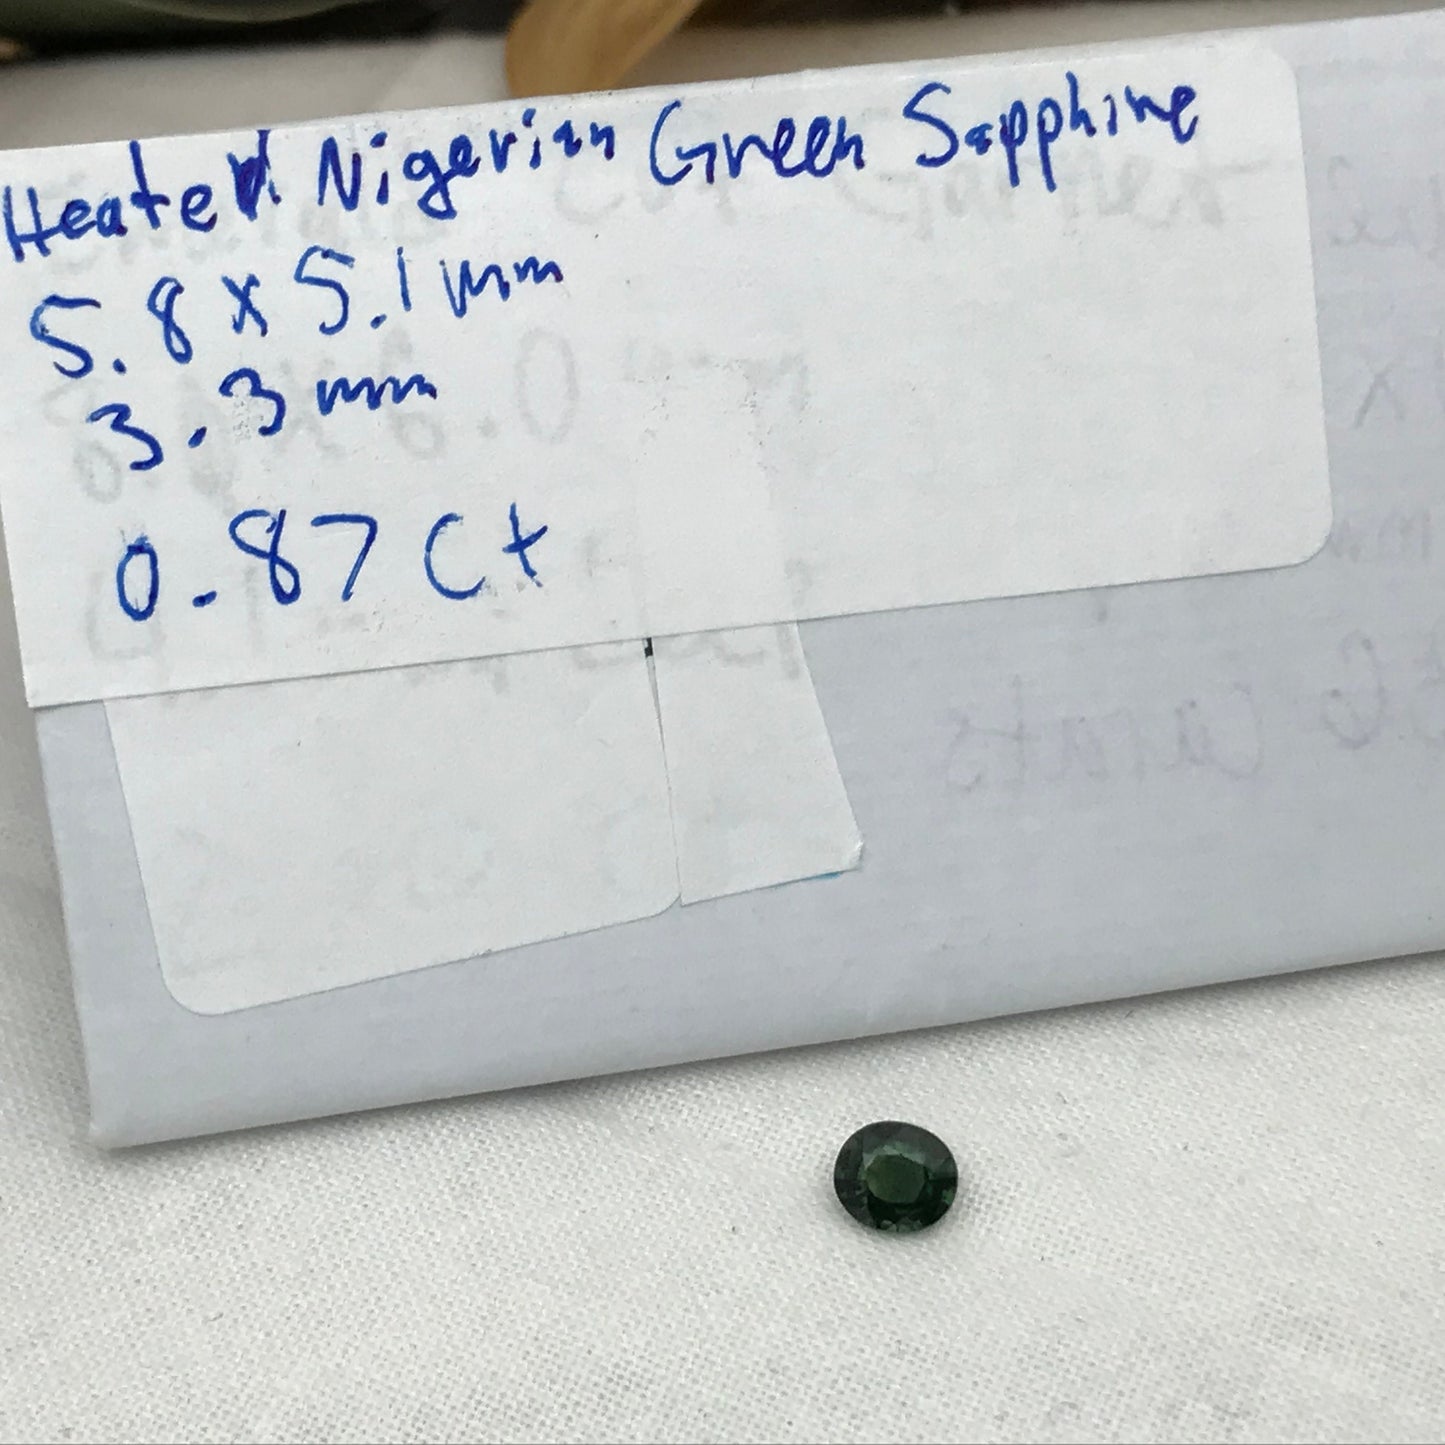 Heated Nigerian Green Sapphire
5.8 x 5.1 mm
3.3 mm
0.87 Ct